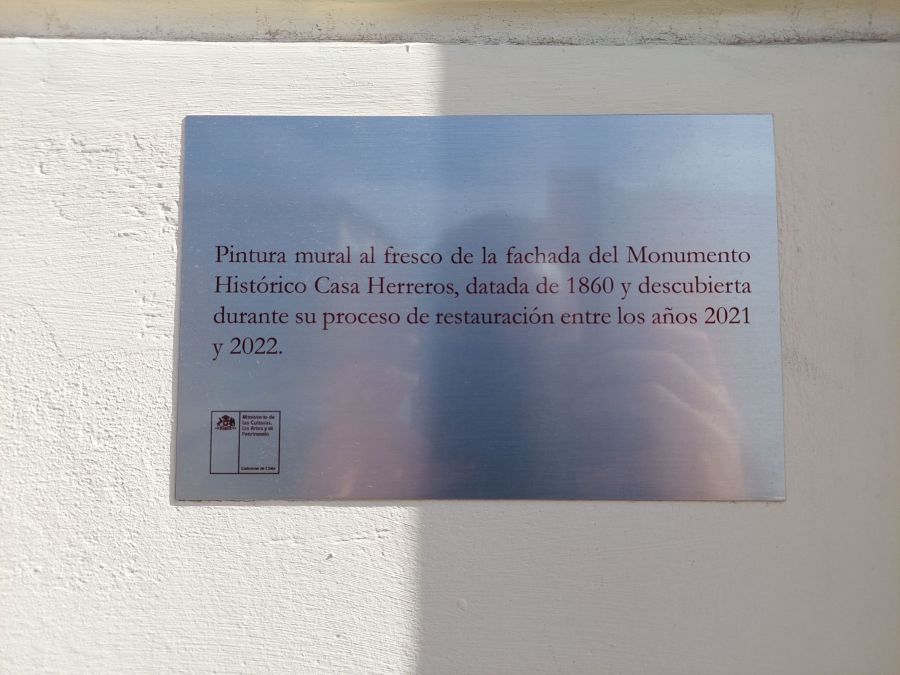 Pintura mural al fresco de la fachada del Monumento
Histórico Casa Herreros, datada de 1860 y descubierta
durante su proceso de restauración entre los años 2021
y 2022.
Ministerio de
las Culturas,
las Artes y el
Patrimonio
Gobierno de Chile